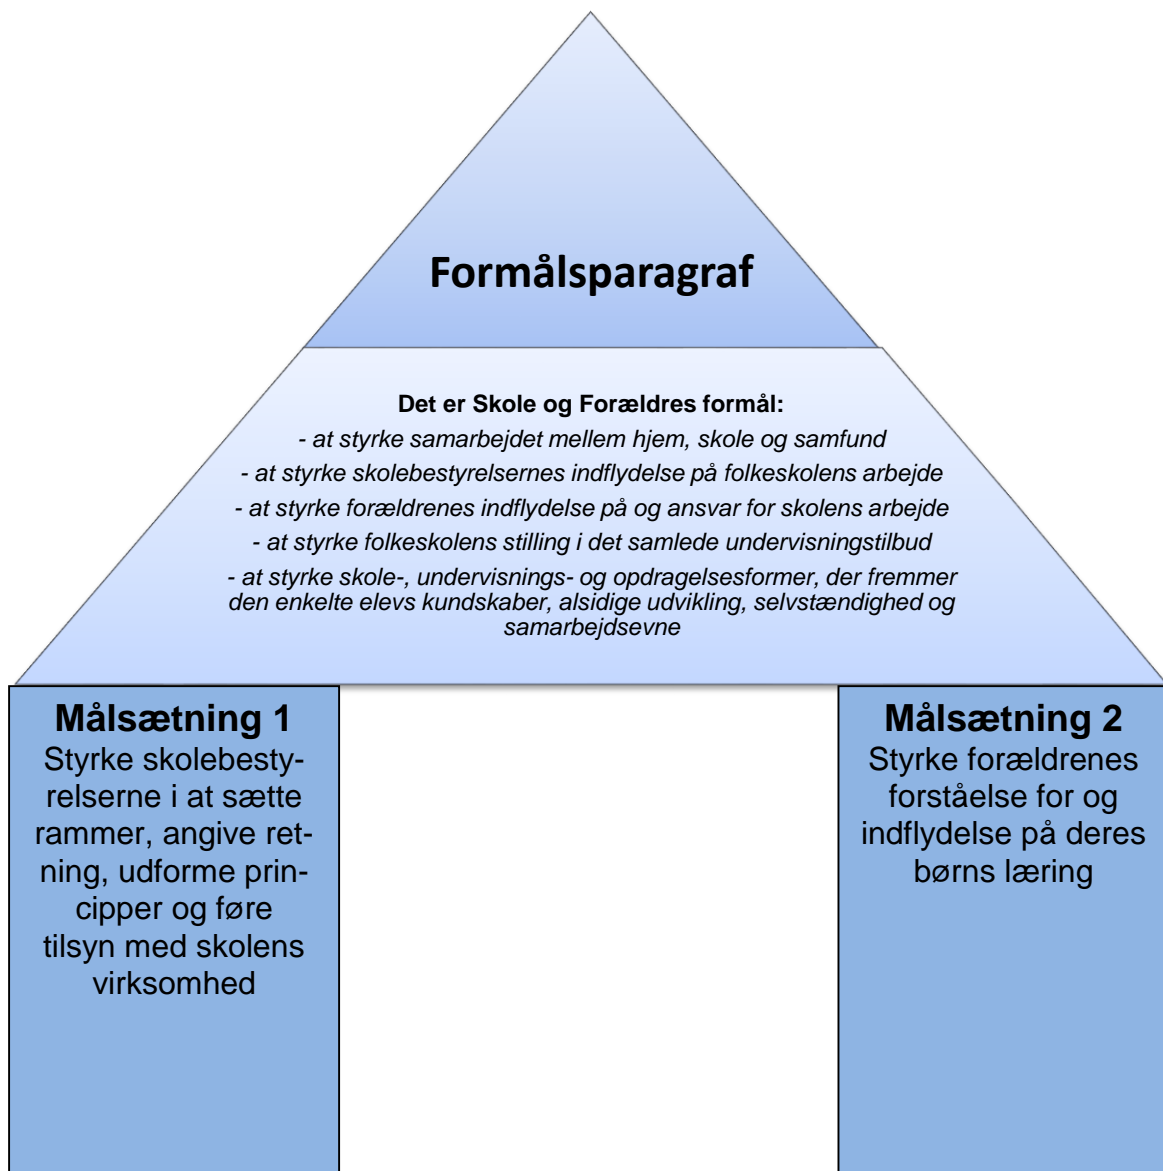 Formålsparagraf
Det er Skole og Forældres formål:
- at styrke samarbejdet mellem hjem, skole og samfund
- at styrke skolebestyrelsernes indflydelse på folkeskolens arbejde
- at styrke forældrenes indflydelse på og ansvar for skolens arbejde
- at styrke folkeskolens stilling i det samlede undervisningstilbud
- at styrke skole-, undervisnings- og opdragelsesformer, der fremmer
den enkelte elevs kundskaber, alsidige udvikling, selvstændighed og
samarbejdsevne
Målsætning 1
Styrke skolebesty-
relserne i at sætte
rammer, angive ret-
ning, udforme prin-
cipper og føre
tilsyn med skolens
virksomhed
Målsætning 2
Styrke forældrenes
forståelse for og
indflydelse på deres
børns læring